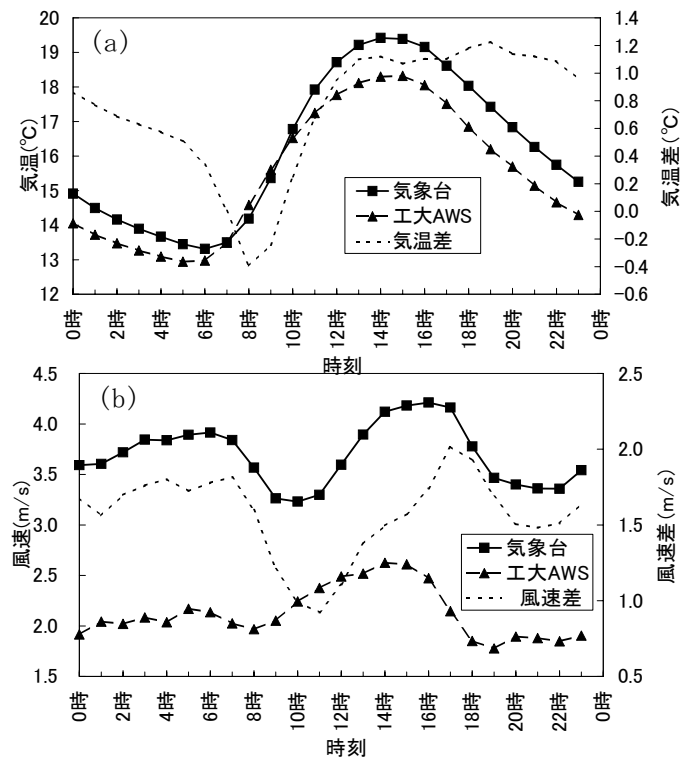 (a)
20
19
18
17
16
15
14
13
12
気温(℃)
1.4
1.2
1.0
0.8
0.6
0.4
0.2
0.0
−0.2
−0.4
−0.6
気温差(℃)
気象台
工大AWS
気温差
0時
2時
4時
6時
8時
10時
12時
14時
16時
18時
20時
22時
0時
時刻
(b)
4.5
4.0
3.5
3.0
2.5
2.0
1.5
風速(m/s)
2.5
2.0
1.5
1.0
0.5
風速差(m/s)
気象台
工大AWS
風速差
0時
2時
4時
6時
8時
10時
12時
14時
16時
18時
20時
22時
0時
時刻